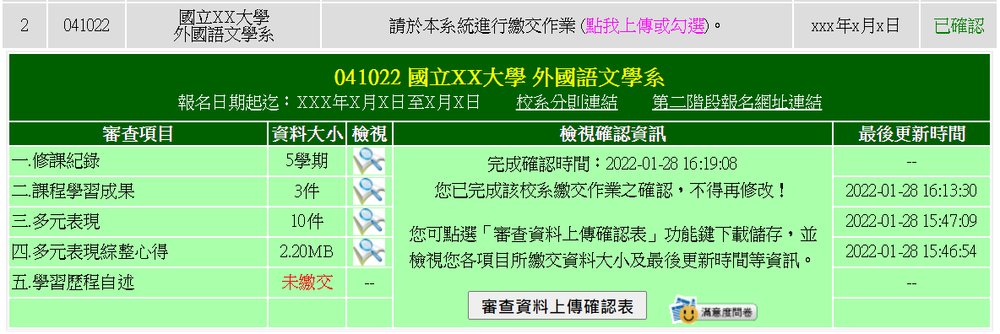 2 041022 國立XX大學 外國語文學系 請於本系統進行繳交作業 (點我上傳或勾選)。 xxx年x月x日 已確認
041022 國立XX大學 外國語文學系
報名日期起迄：XXX年X月X日至X月X日 校系分則連結 第二階段報名網址連結
審查項目 資料大小 檢視 檢視確認資訊 最後更新時間
一.修課紀錄 5學期 --
二.課程學習成果 3件 2022-01-28 16:13:30
三.多元表現 10件 2022-01-28 15:47:09
四.多元表現綜整心得 2.20MB 2022-01-28 15:46:54
五.學習歷程自述 未繳交 -- --
完成確認時間：2022-01-28 16:19:08
您已完成該校系繳交作業之確認，不得再修改！
您可點選「審查資料上傳確認表」功能鍵下載儲存，並
檢視您各項目所繳交資料大小及最後更新時間等資訊。
審查資料上傳確認表 滿意度問卷